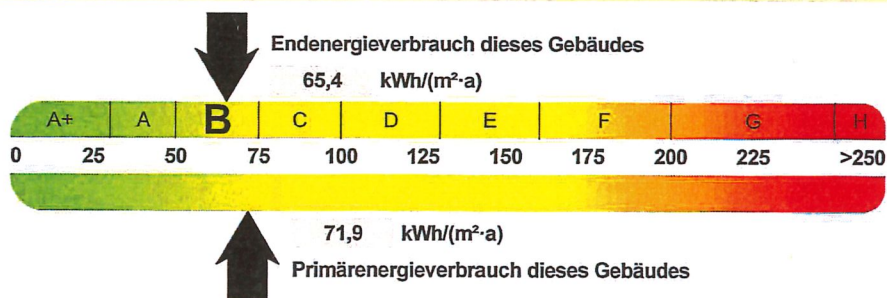 Endenergieverbrauch dieses Gebäudes
65,4 kWh/(m²·a)
A+ A B C D E F G H
0 25 50 75 100 125 150 175 200 225 >250
71,9 kWh/(m²·a)
Primärenergieverbrauch dieses Gebäudes